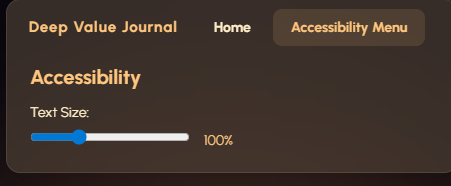 Deep Value Journal Home Accessibility Menu
Accessibility
Text Size:
100%